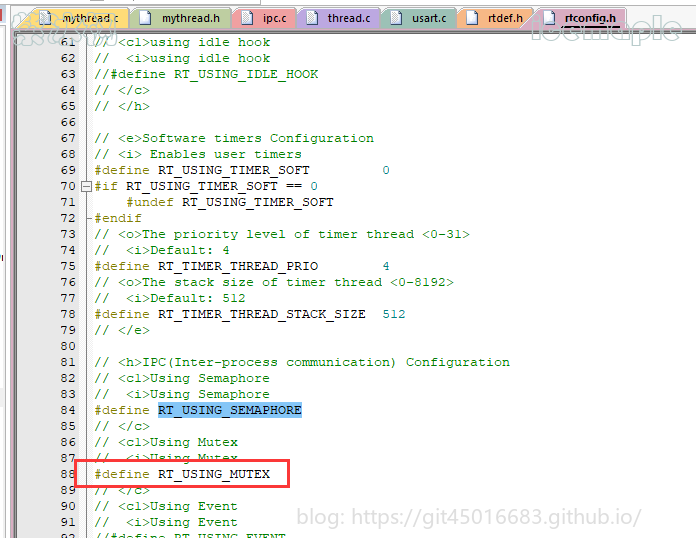 mythread.c mythread.h ipc.c thread.c usart.c rtdef.h rtconfig.h
61 // <c1>using idle hook
62 //  <i>using idle hook
63 //#define RT_USING_IDLE_HOOK
64 // </c>
65 // </h>
66
67 // <e>Software timers Configuration
68 // <i> Enables user timers
69 #define RT_USING_TIMER_SOFT         0
70 #if RT_USING_TIMER_SOFT == 0
71     #undef RT_USING_TIMER_SOFT
72 #endif
73 // <o>The priority level of timer thread <0-31>
74 //  <i>Default: 4
75 #define RT_TIMER_THREAD_PRIO        4
76 // <o>The stack size of timer thread <0-8192>
77 //  <i>Default: 512
78 #define RT_TIMER_THREAD_STACK_SIZE  512
79 // </e>
80
81 // <h>IPC(Inter-process communication) Configuration
82 // <c1>Using Semaphore
83 //  <i>Using Semaphore
84 #define RT_USING_SEMAPHORE
85 // </c>
86 // <c1>Using Mutex
87 //  <i>Using Mutex
88 #define RT_USING_MUTEX
89 // </c>
90 // <c1>Using Event
91 //  <i>Using Event
92 //#define RT_USING_EVENT
blog: https://git45016683.github.io/